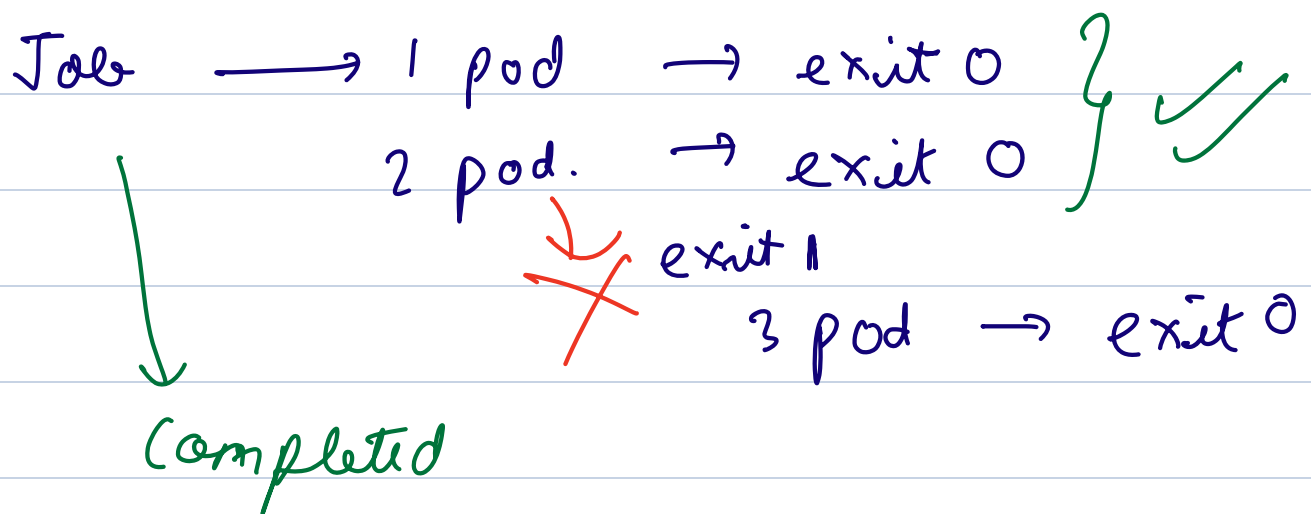 Job → 1 pod → exit 0
2 pod. → exit 0
exit 1
3 pod → exit 0
Completed